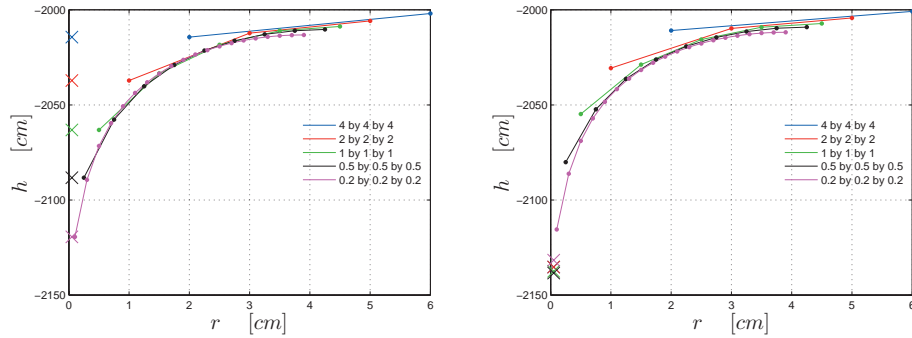 -2000
-2050
-2100
-2150
h [cm]
0 1 2 3 4 5 6
r [cm]
4 by 4 by 4
2 by 2 by 2
1 by 1 by 1
0.5 by 0.5 by 0.5
0.2 by 0.2 by 0.2
-2000
-2050
-2100
-2150
h [cm]
0 1 2 3 4 5 6
r [cm]
4 by 4 by 4
2 by 2 by 2
1 by 1 by 1
0.5 by 0.5 by 0.5
0.2 by 0.2 by 0.2